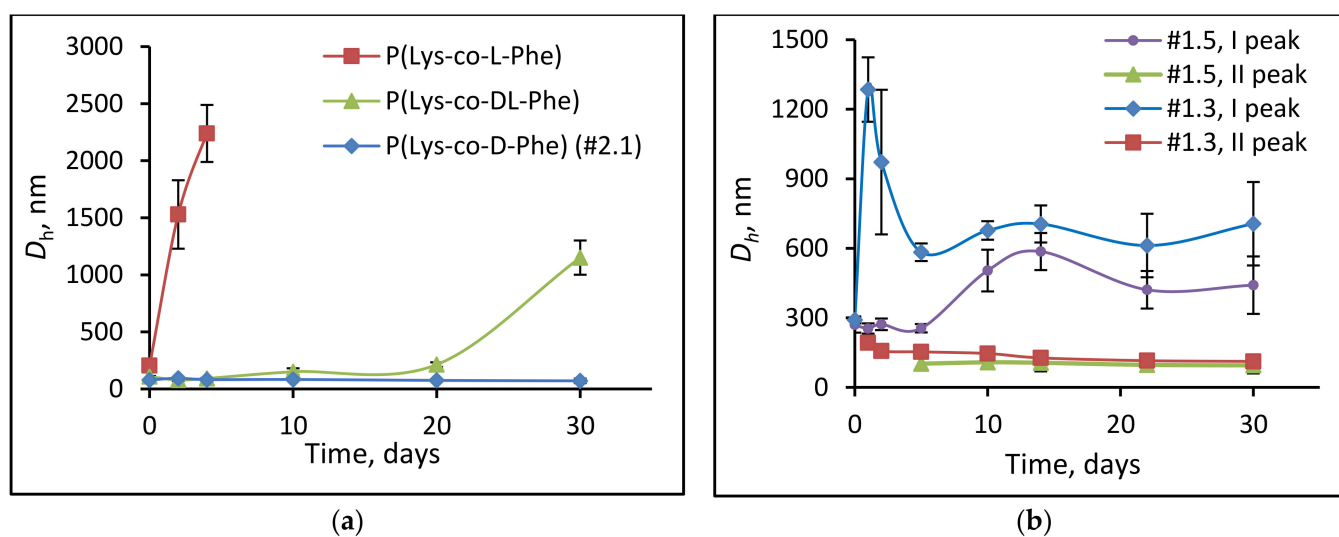 3000
2500
2000
1500
1000
500
0
D_h, nm
0 10 20 30
Time, days
P(Lys-co-L-Phe)
P(Lys-co-DL-Phe)
P(Lys-co-D-Phe) (#2.1)
(a)
1500
1200
900
600
300
0
D_h, nm
0 10 20 30
Time, days
#1.5, I peak
#1.5, II peak
#1.3, I peak
#1.3, II peak
(b)